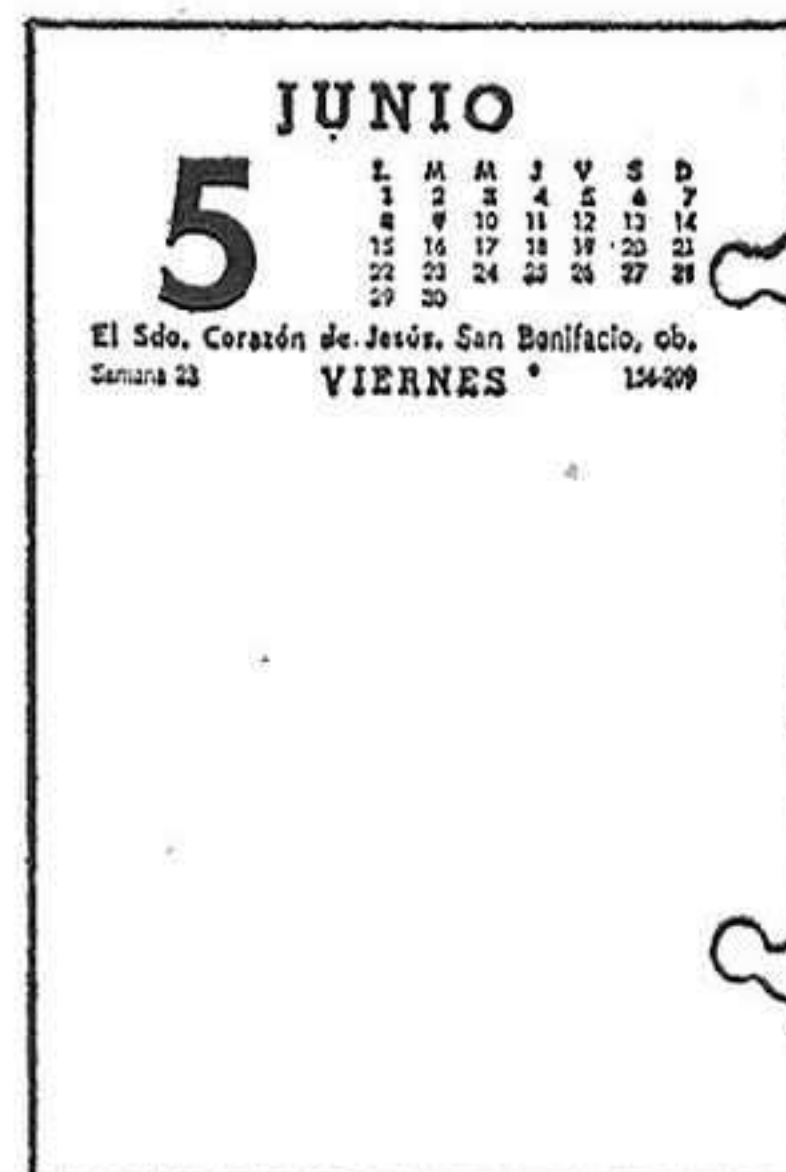 JUNIO
5
L M M J V S D
1 2 3 4 5 6 7
8 9 10 11 12 13 14
15 16 17 18 19 20 21
22 23 24 25 26 27 28
29 30
El Sdo. Corazón de Jesús. San Bonifacio, ob.
Semana 23 VIERNES 156-209